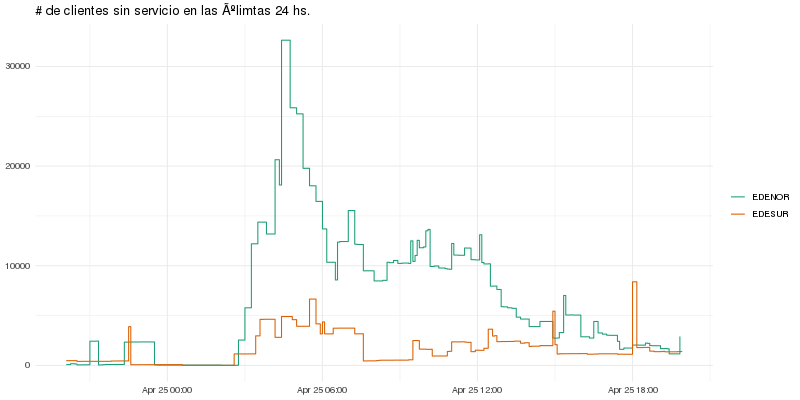 # de clientes sin servicio en las Ãºlimtas 24 hs.
30000
20000
10000
0
Apr 25 00:00
Apr 25 06:00
Apr 25 12:00
Apr 25 18:00
EDENOR
EDESUR